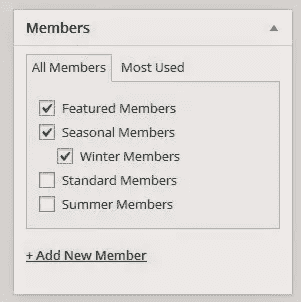 Members
All Members Most Used
Featured Members
Seasonal Members
Winter Members
Standard Members
Summer Members
+ Add New Member